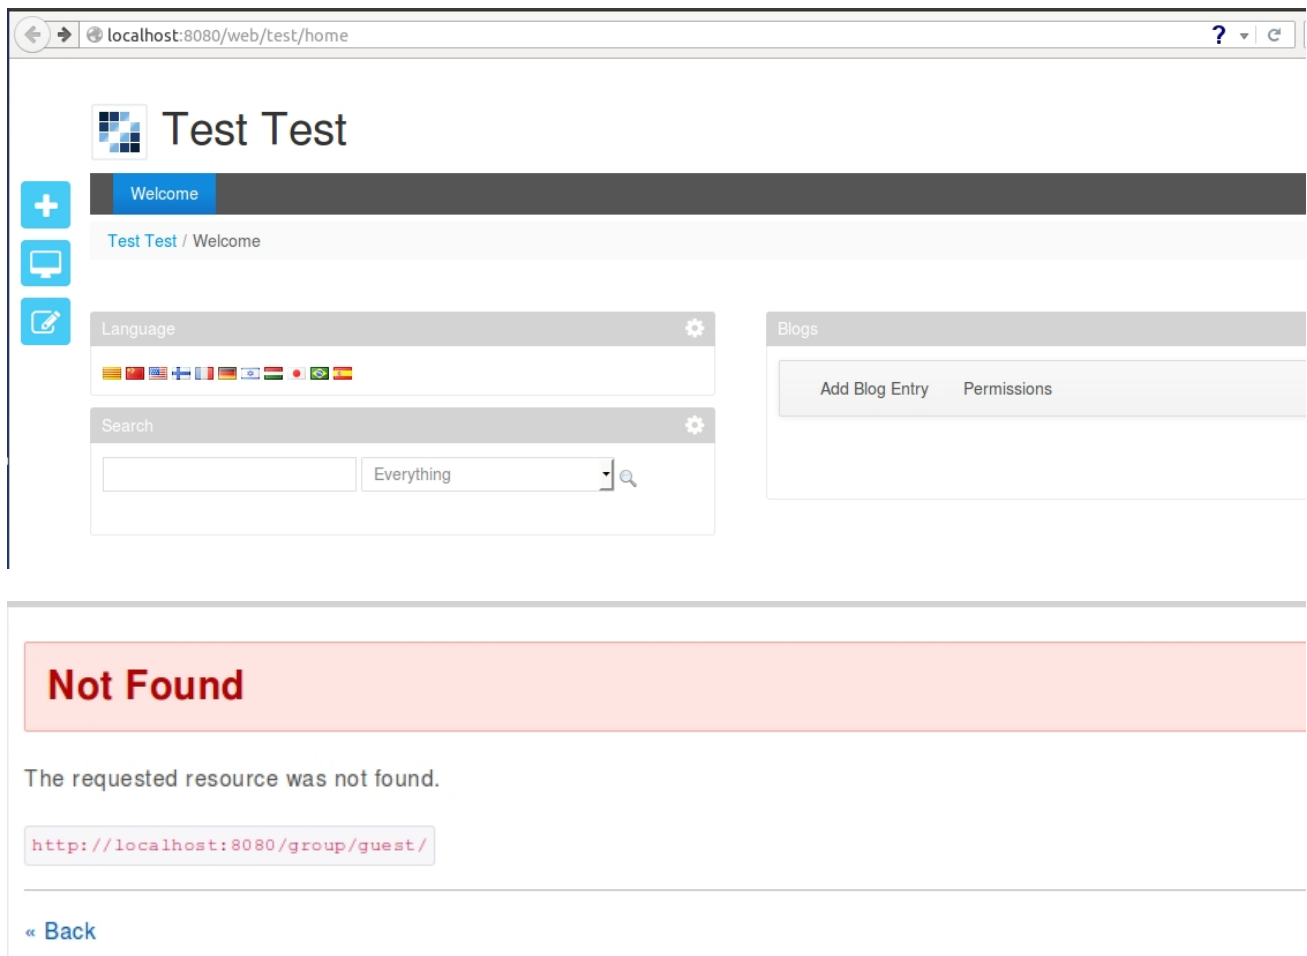 localhost:8080/web/test/home ?
Test Test
Welcome
Test Test / Welcome
Language
Blogs
Add Blog Entry Permissions
Search
Everything
Not Found
The requested resource was not found.
http://localhost:8080/group/guest/
« Back